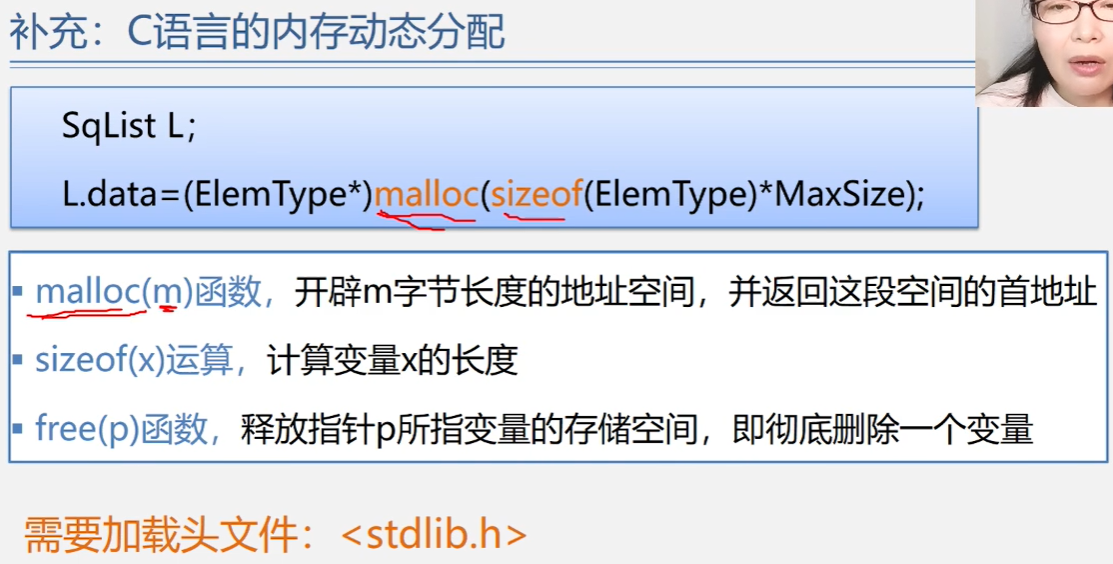 补充：C语言的内存动态分配
SqList L;
L.data=(ElemType*)malloc(sizeof(ElemType)*MaxSize);
▪ malloc(m)函数，开辟m字节长度的地址空间，并返回这段空间的首地址
▪ sizeof(x)运算，计算变量x的长度
▪ free(p)函数，释放指针p所指变量的存储空间，即彻底删除一个变量
需要加载头文件：<stdlib.h>